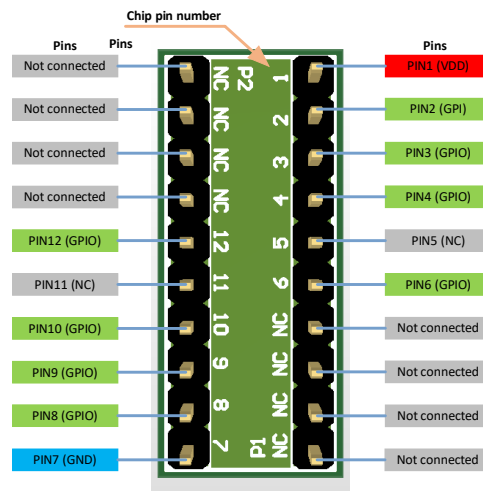 Chip pin number
Pins
Pins
Pins
Not connected
NC
P2
1
PIN1 (VDD)
Not connected
NC
2
PIN2 (GPI)
Not connected
NC
3
PIN3 (GPIO)
Not connected
NC
4
PIN4 (GPIO)
PIN12 (GPIO)
12
5
PIN5 (NC)
PIN11 (NC)
11
6
PIN6 (GPIO)
PIN10 (GPIO)
10
NC
Not connected
PIN9 (GPIO)
9
NC
Not connected
PIN8 (GPIO)
8
NC
Not connected
PIN7 (GND)
7
P1
NC
Not connected